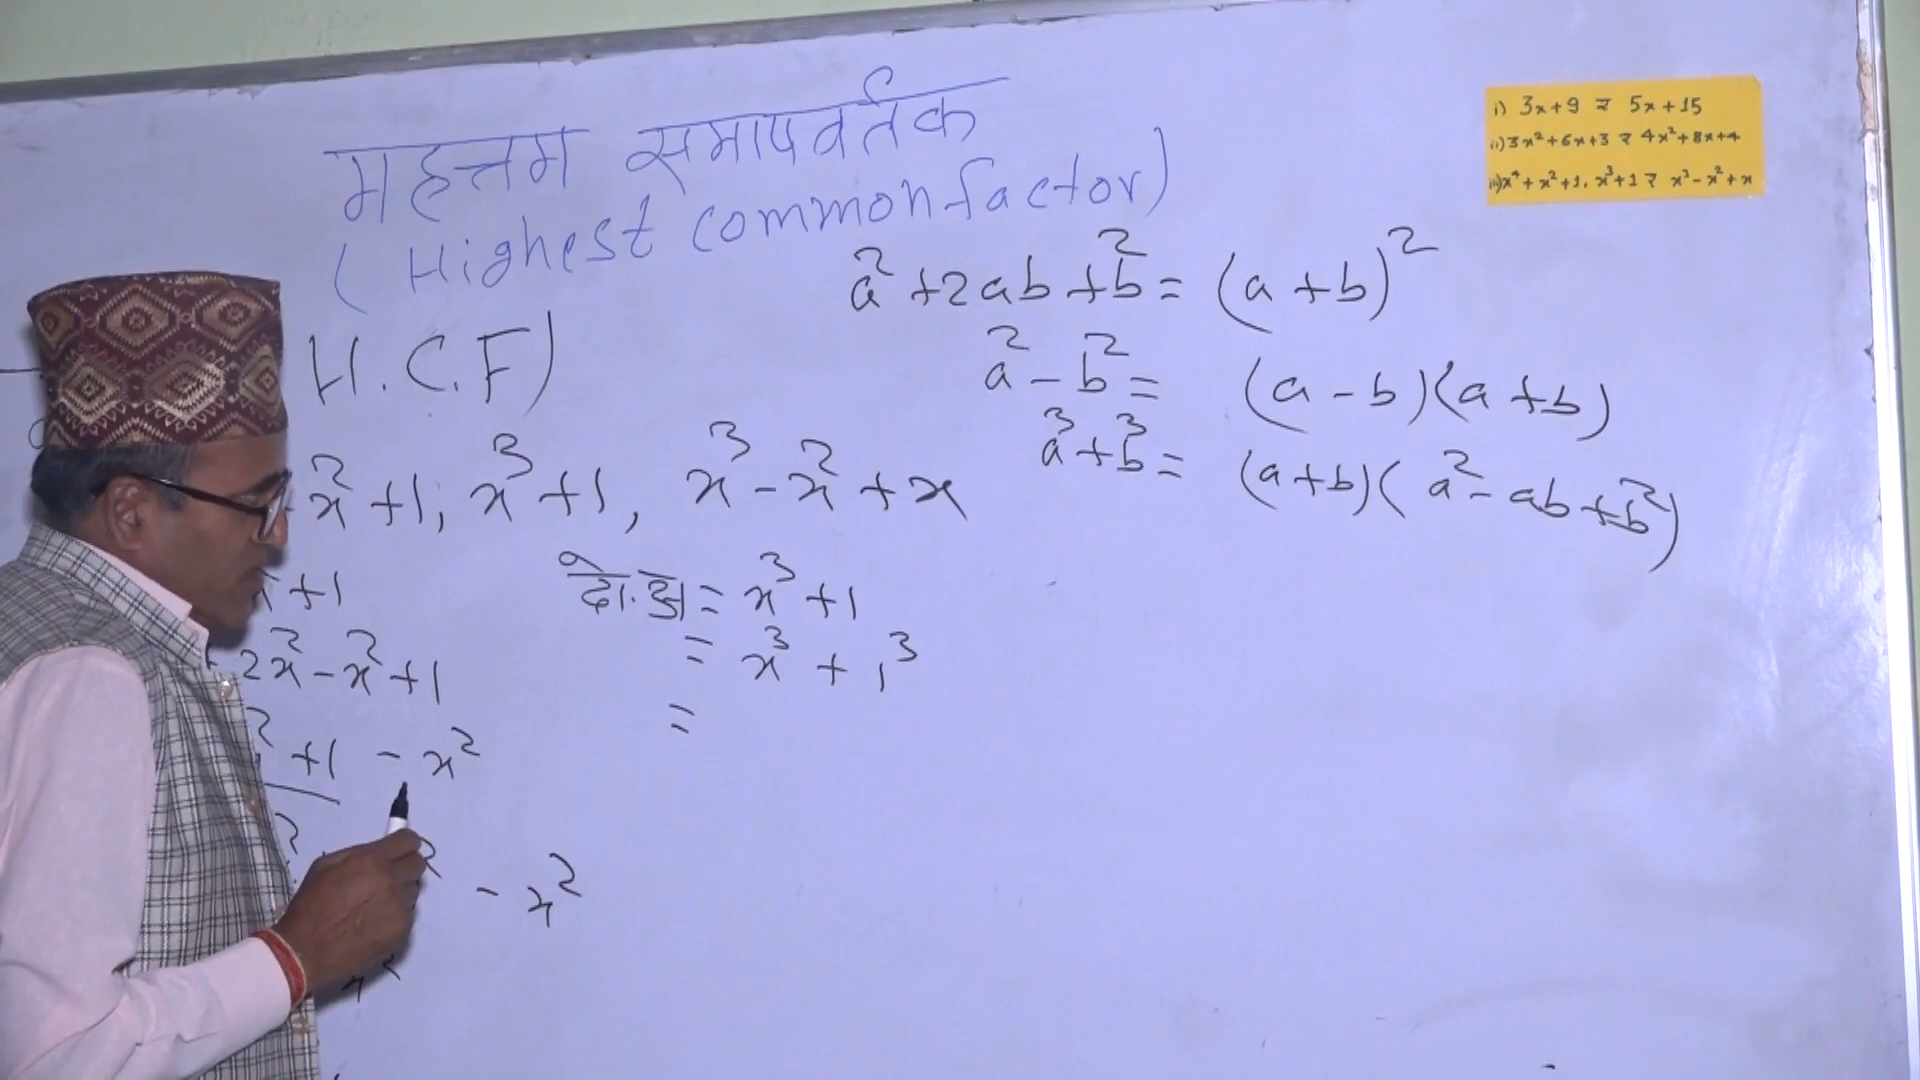 महत्तम समापवर्तक
(Highest common factor)
H.C.F)
a²+2ab+b²= (a+b)²
a²-b²= (a-b)(a+b)
a³+b³= (a+b)(a²-ab+b²)
x²+1, x³+1, x³-x²+x
+1
2x²-x²+1
+1 - x²
- x²
दो.अ = x³+1
= x³+1³
=
i) 3x+9 र 5x+15
ii) 3x²+6x+3 र 4x²+8x+4
iii) x⁴+x²+1, x³+1 र x³-x²+x